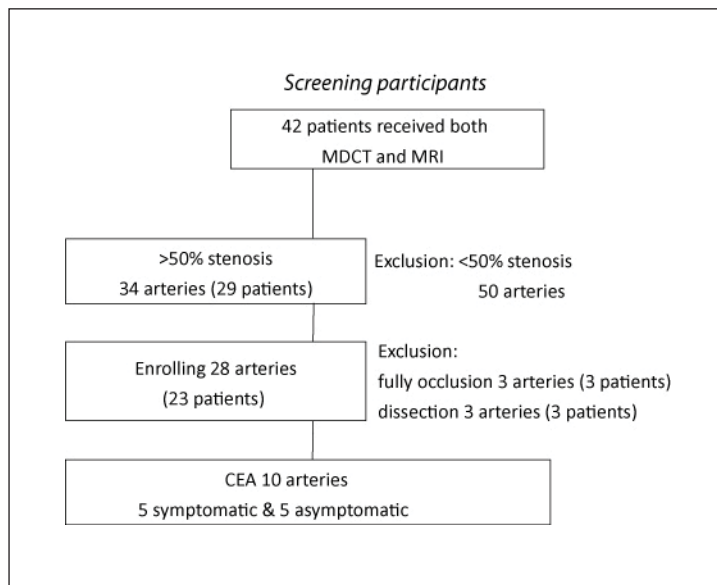 Screening participants
42 patients received both
MDCT and MRI
>50% stenosis
34 arteries (29 patients)
Exclusion: <50% stenosis
50 arteries
Enrolling 28 arteries
(23 patients)
Exclusion:
fully occlusion 3 arteries (3 patients)
dissection 3 arteries (3 patients)
CEA 10 arteries
5 symptomatic & 5 asymptomatic